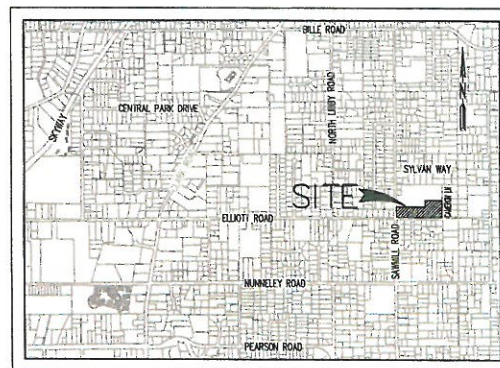 BILLE ROAD
SKYWAY
CENTRAL PARK DRIVE
NORTH LIBBY ROAD
N
SYLVAN WAY
SITE
ELLIOTT ROAD
SAWMILL ROAD
NUNNELEY ROAD
PEARSON ROAD